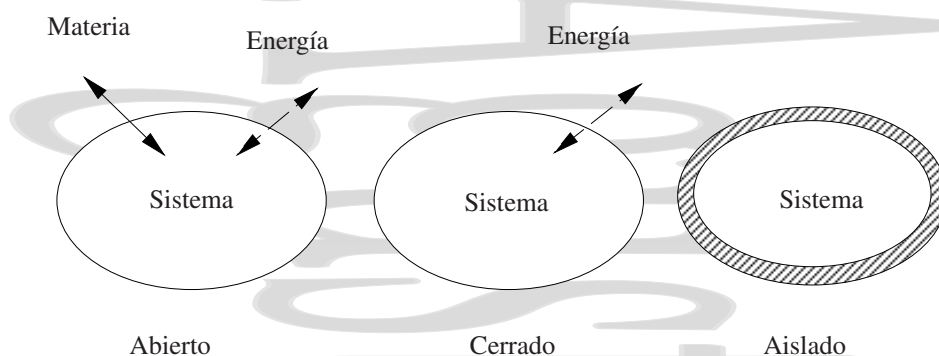 Materia
Energía
Energía
Sistema
Sistema
Sistema
Abierto
Cerrado
Aislado